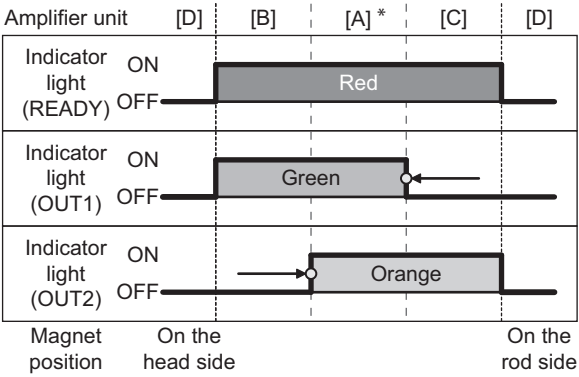 Amplifier unit [D] [B] [A] * [C] [D]
Indicator
light
(READY)
ON
OFF
Red
Indicator
light
(OUT1)
ON
OFF
Green
Indicator
light
(OUT2)
ON
OFF
Orange
Magnet
position
On the
head side
On the
rod side